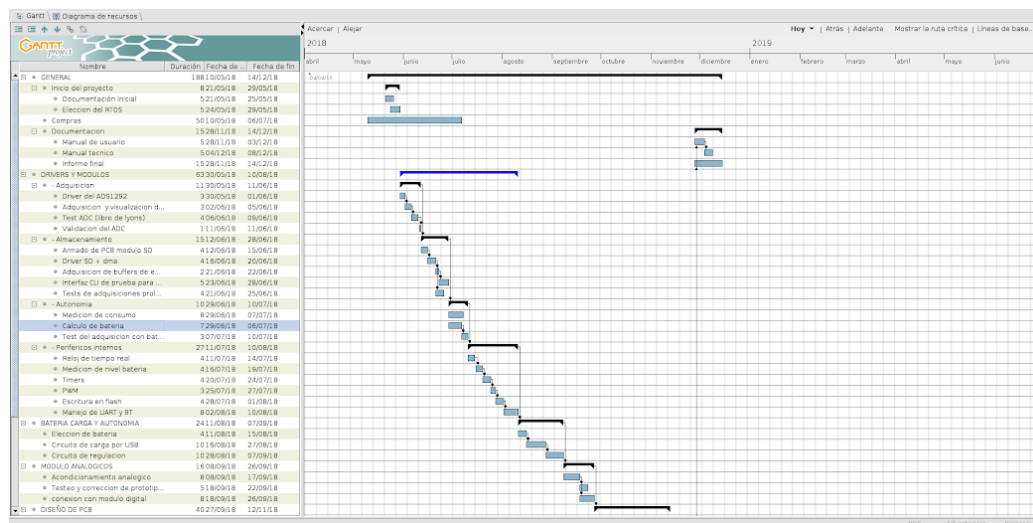 Gantt
Diagrama de recursos
Acercar | Alejar
Hoy | Atrás | Adelante Mostrar la ruta crítica | Líneas de base...
GANTT project
2018 2019
Nombre Duración Fecha de ... Fecha de fin
abril mayo junio julio agosto septiembre octubre noviembre diciembre enero febrero marzo abril mayo junio
GENERAL 188 10/05/18 14/12/18
Inicio del proyecto 8 21/05/18 29/05/18
Documentación inicial 5 21/05/18 25/05/18
Eleccion del RTOS 5 24/05/18 29/05/18
Compras 50 10/05/18 06/07/18
Documentacion 15 28/11/18 14/12/18
Manual de usuario 5 28/11/18 03/12/18
Manual tecnico 5 04/12/18 08/12/18
Informe final 15 28/11/18 14/12/18
DRIVERS Y MODULOS 63 30/05/18 10/08/18
- Adquisicion 11 30/05/18 11/06/18
Driver del ADS1292 3 30/05/18 01/06/18
Adquisicion y visualizacion d... 3 02/06/18 05/06/18
Test ADC (libro de lyons) 4 06/06/18 09/06/18
Validacion del ADC 1 11/06/18 11/06/18
- Almacenamiento 15 12/06/18 28/06/18
Armado de PCB modulo SD 4 12/06/18 15/06/18
Driver SD + dma 4 16/06/18 20/06/18
Adquisicion de buffers de e... 2 21/06/18 22/06/18
Interfaz CLI de prueba para ... 5 23/06/18 28/06/18
Tests de adquisiciones prol... 4 21/06/18 25/06/18
- Autonomia 10 29/06/18 10/07/18
Medicion de consumo 8 29/06/18 07/07/18
Calculo de bateria 7 29/06/18 06/07/18
Test del adquisicion con bat... 3 07/07/18 10/07/18
- Perifericos internos 27 11/07/18 10/08/18
Reloj de tiempo real 4 11/07/18 14/07/18
Medicion de nivel bateria 4 16/07/18 19/07/18
Timers 4 20/07/18 24/07/18
PWM 3 25/07/18 27/07/18
Escritura en flash 4 28/07/18 01/08/18
Manejo de UART y BT 8 02/08/18 10/08/18
BATERIA CARGA Y AUTONOMIA 24 11/08/18 07/09/18
Eleccion de bateria 4 11/08/18 15/08/18
Circuito de carga por USB 10 16/08/18 27/08/18
Circuito de regulacion 10 28/08/18 07/09/18
MODULO ANALOGICOS 16 08/09/18 26/09/18
Acondicionamiento analogico 8 08/09/18 17/09/18
Testeo y correccion de prototip... 5 18/09/18 22/09/18
conexion con modulo digital 8 18/09/18 26/09/18
DISEÑO DE PCB 40 27/09/18 12/11/18